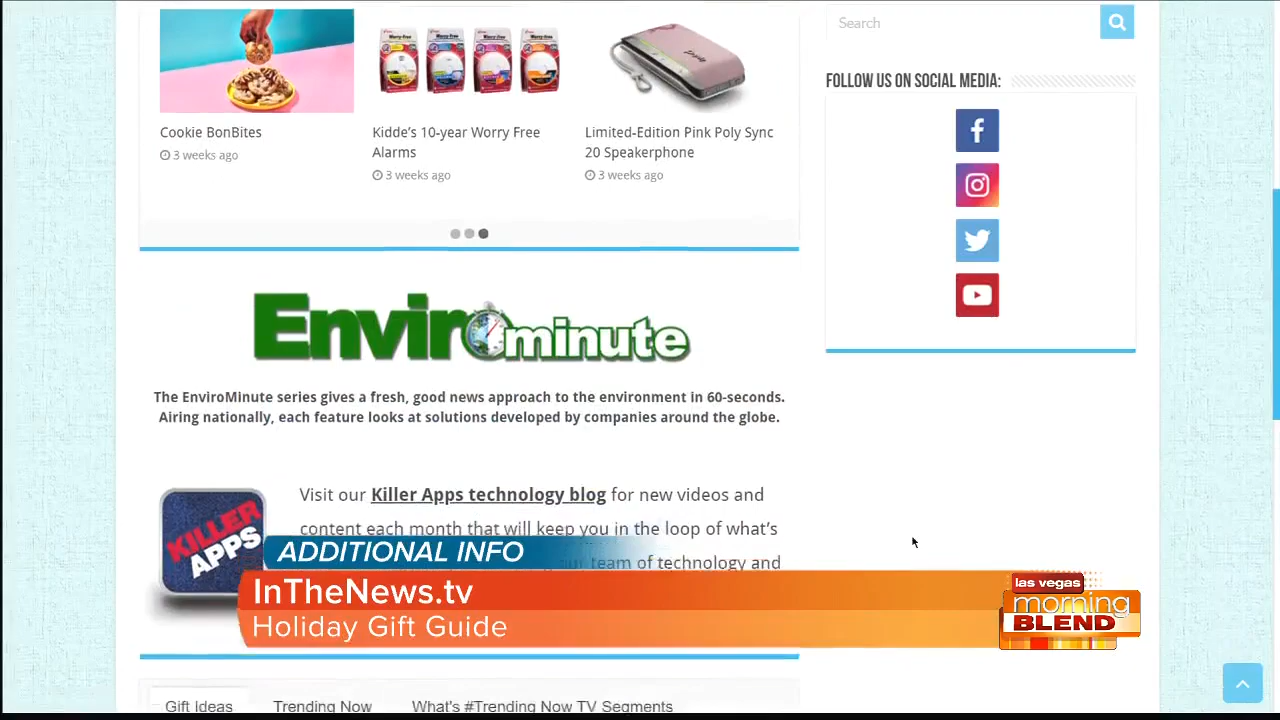 Search
FOLLOW US ON SOCIAL MEDIA:
Cookie BonBites
3 weeks ago
Kidde’s 10-year Worry Free
Alarms
3 weeks ago
Limited-Edition Pink Poly Sync
20 Speakerphone
3 weeks ago
Envirominute
The EnviroMinute series gives a fresh, good news approach to the environment in 60-seconds.
Airing nationally, each feature looks at solutions developed by companies around the globe.
KILLER
APPS
Visit our Killer Apps technology blog for new videos and
content each month that will keep you in the loop of what’s
team of technology and
ADDITIONAL INFO
InTheNews.tv
Holiday Gift Guide
las vegas
morning
BLEND
Gift Ideas
Trending Now
What's #Trending Now TV Segments